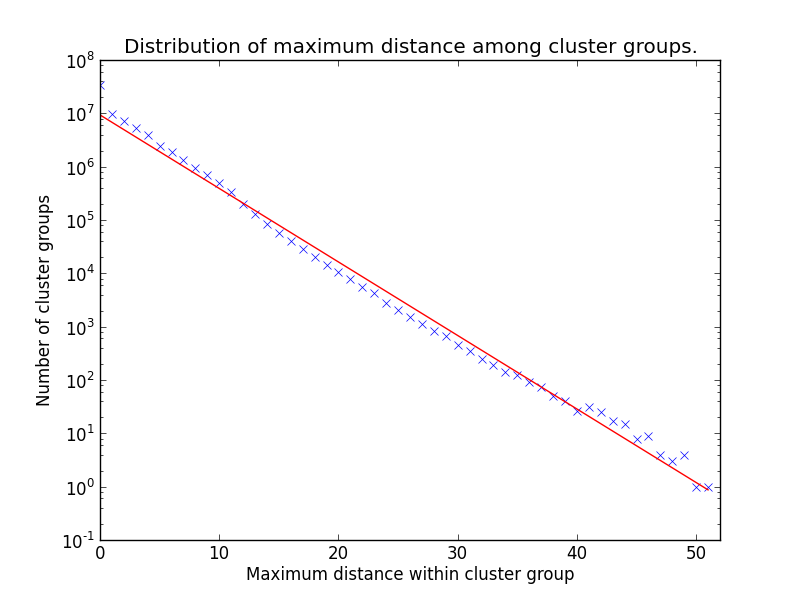 Distribution of maximum distance among cluster groups.
10^8
10^7
10^6
10^5
10^4
10^3
10^2
10^1
10^0
10^-1
Number of cluster groups
0 10 20 30 40 50
Maximum distance within cluster group